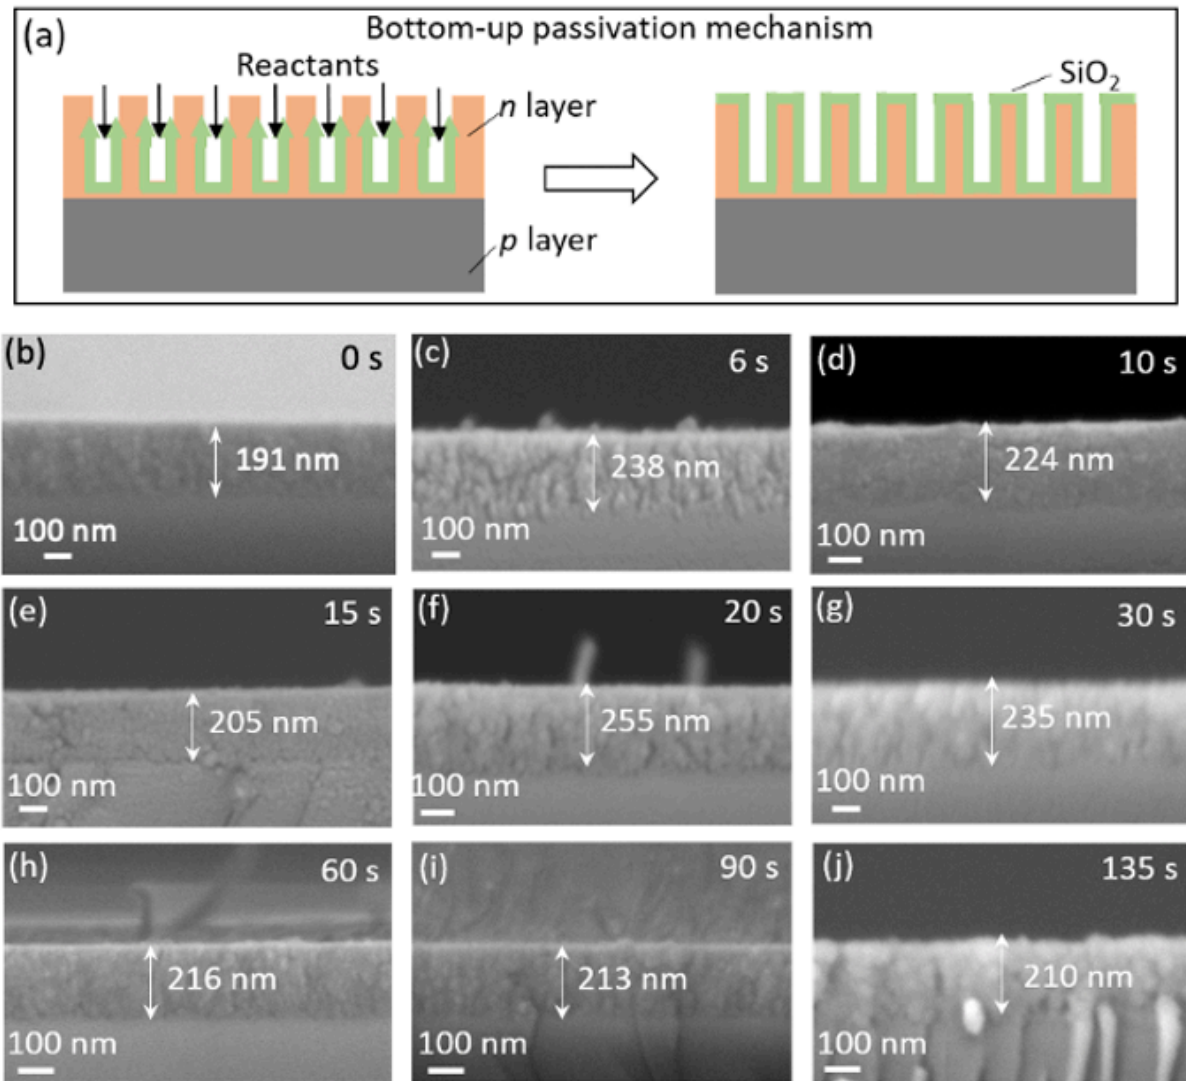 (a)
Bottom-up passivation mechanism
Reactants
n layer
p layer
SiO₂
(b)
0 s
191 nm
100 nm
(c)
6 s
238 nm
100 nm
(d)
10 s
224 nm
100 nm
(e)
15 s
205 nm
100 nm
(f)
20 s
255 nm
100 nm
(g)
30 s
235 nm
100 nm
(h)
60 s
216 nm
100 nm
(i)
90 s
213 nm
100 nm
(j)
135 s
210 nm
100 nm